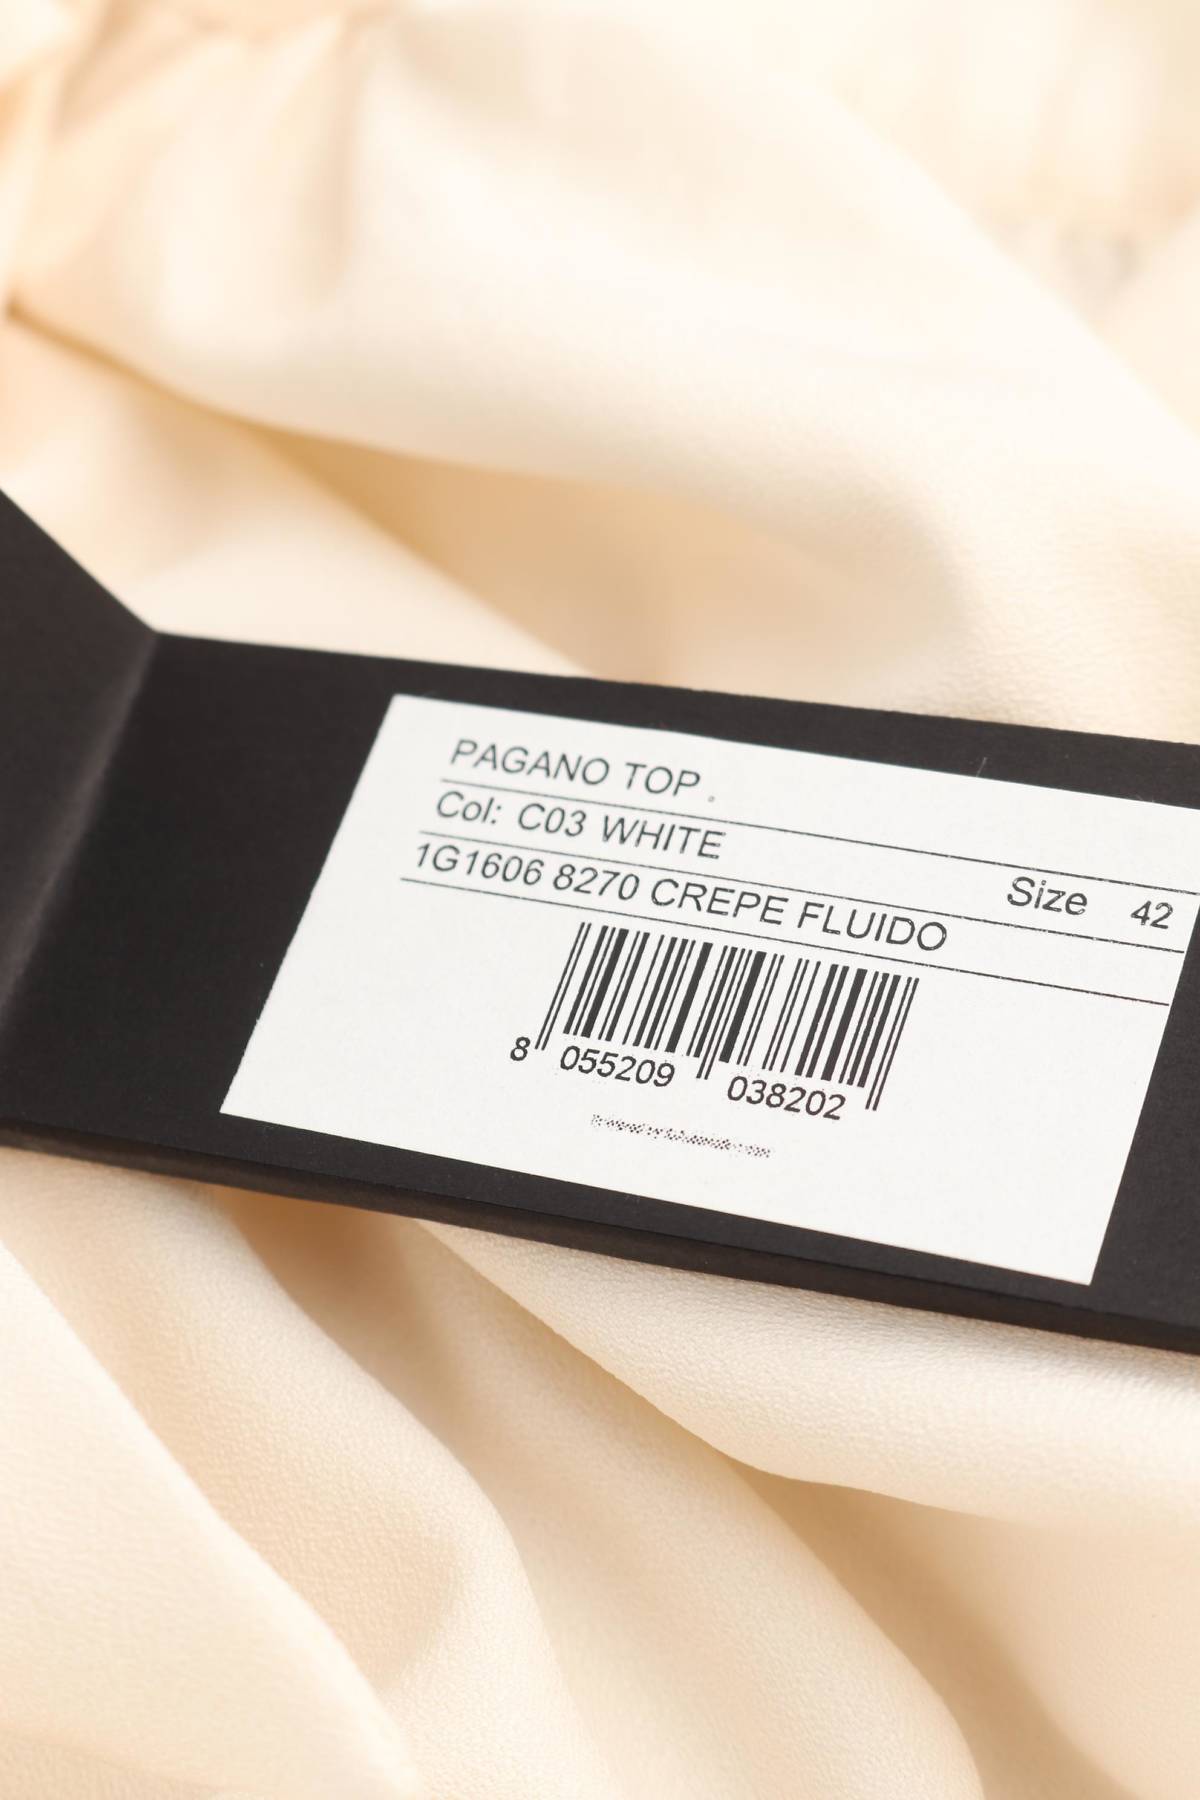 PAGANO TOP .
Col: C03 WHITE
Size 42
1G1606 8270 CREPE FLUIDO
8 055209 038202